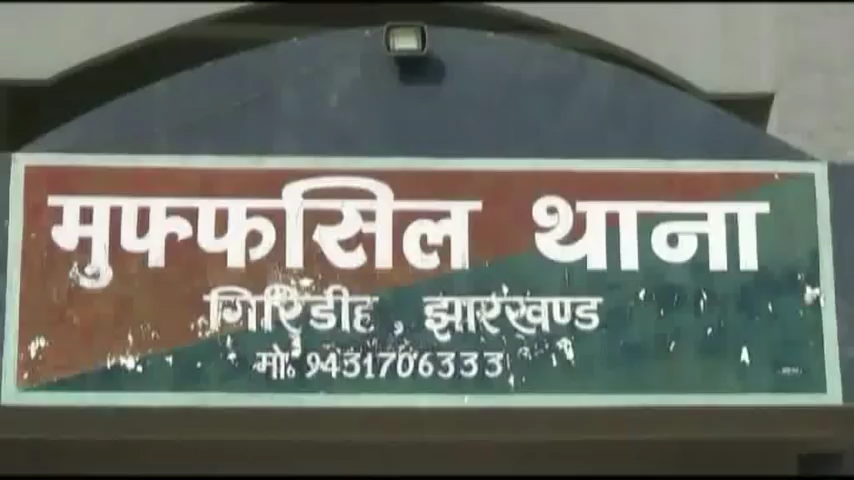 मुफ्फसिल थाना
गिरिडीह, झारखण्ड
मो. 9431706333